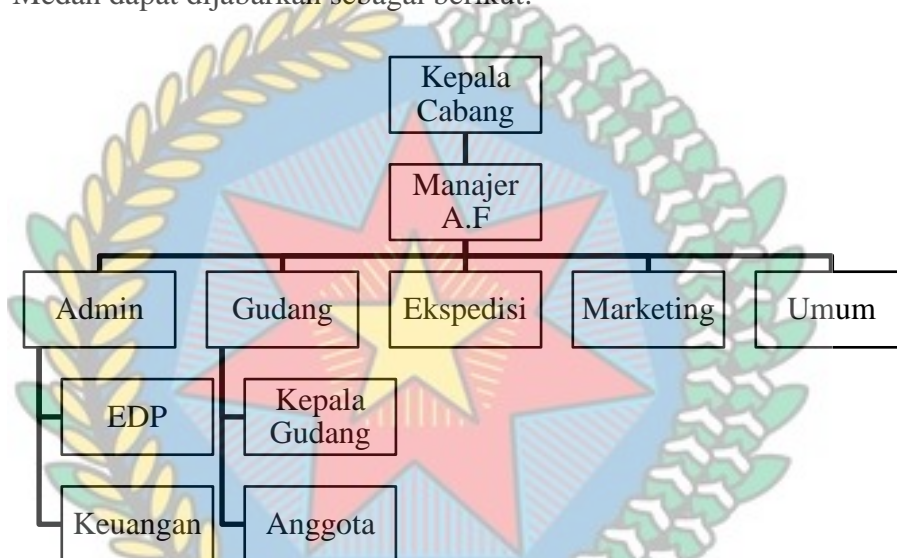 Medan dapat dijabarkan sebagai berikut:
Kepala
Cabang
Manajer
A.F
Admin
Gudang
Ekspedisi
Marketing
Umum
EDP
Kepala
Gudang
Keuangan
Anggota